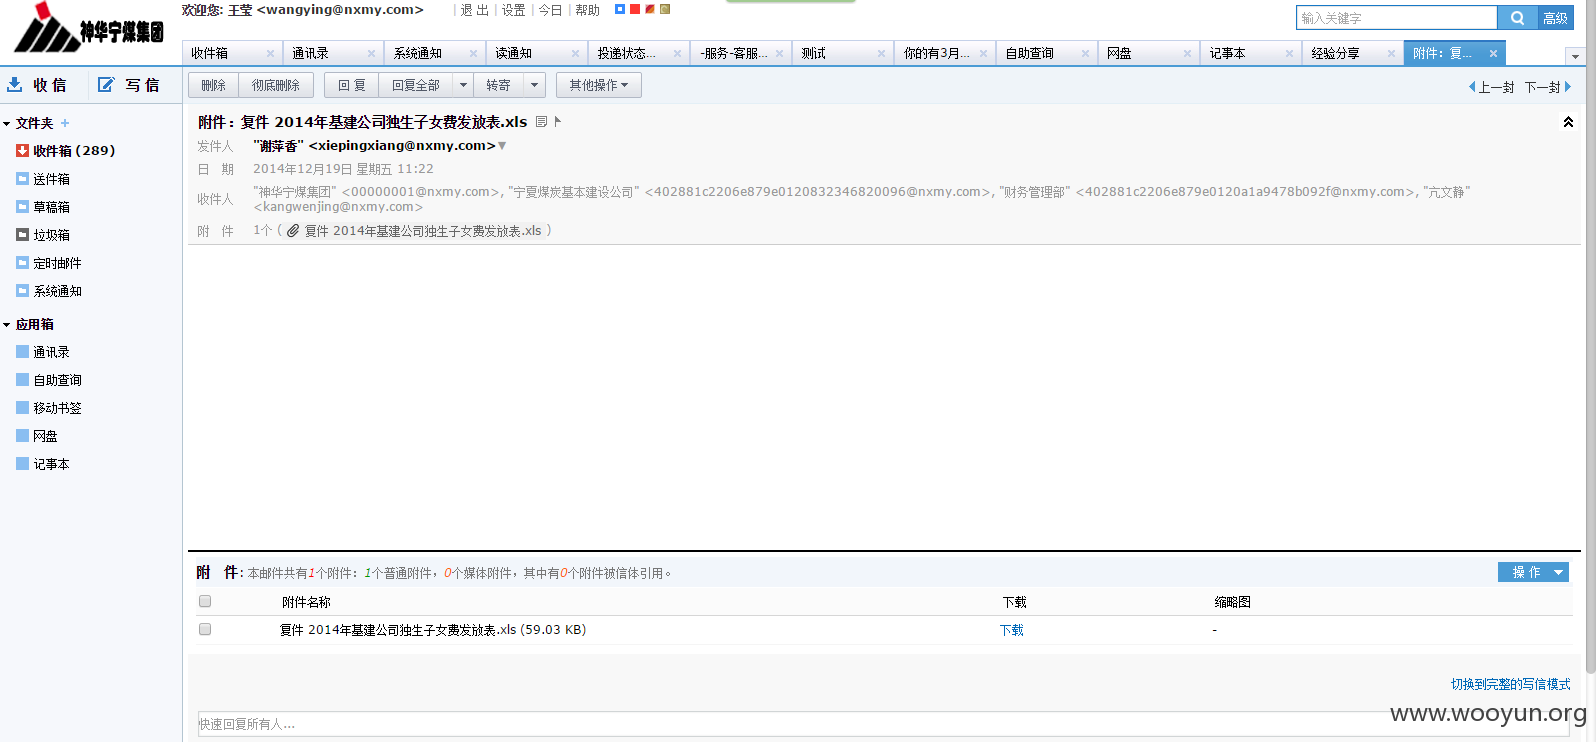 神华宁煤集团
欢迎您: 王莹 <wangying@nxmy.com> | 退 出 | 设置 | 今日 | 帮助
输入关键字 高级
收件箱 × 通讯录 × 系统通知 × 读通知 × 投递状态... × -服务-客服... × 测试 × 你的有3月... × 自助查询 × 网盘 × 记事本 × 经验分享 × 附件：复... ×
收 信 写 信
删除 彻底删除 回 复 回复全部 转寄 其他操作 上一封 下一封
文件夹 +
收件箱 (289)
送件箱
草稿箱
垃圾箱
定时邮件
系统通知
应用箱
通讯录
自助查询
移动书签
网盘
记事本
附件：复件 2014年基建公司独生子女费发放表.xls
发件人 "谢萍香" <xiepingxiang@nxmy.com>
日 期 2014年12月19日 星期五 11:22
收件人 "神华宁煤集团" <00000001@nxmy.com>, "宁夏煤炭基本建设公司" <402881c2206e879e0120832346820096@nxmy.com>, "财务管理部" <402881c2206e879e0120a1a9478b092f@nxmy.com>, "亢文静"
<kangwenjing@nxmy.com>
附 件 1个 ( 复件 2014年基建公司独生子女费发放表.xls )
附 件: 本邮件共有1个附件：1个普通附件，0个媒体附件，其中有0个附件被信体引用。 操 作
附件名称 下载 缩略图
复件 2014年基建公司独生子女费发放表.xls (59.03 KB) 下载 -
切换到完整的写信模式
快速回复所有人...
www.wooyun.org